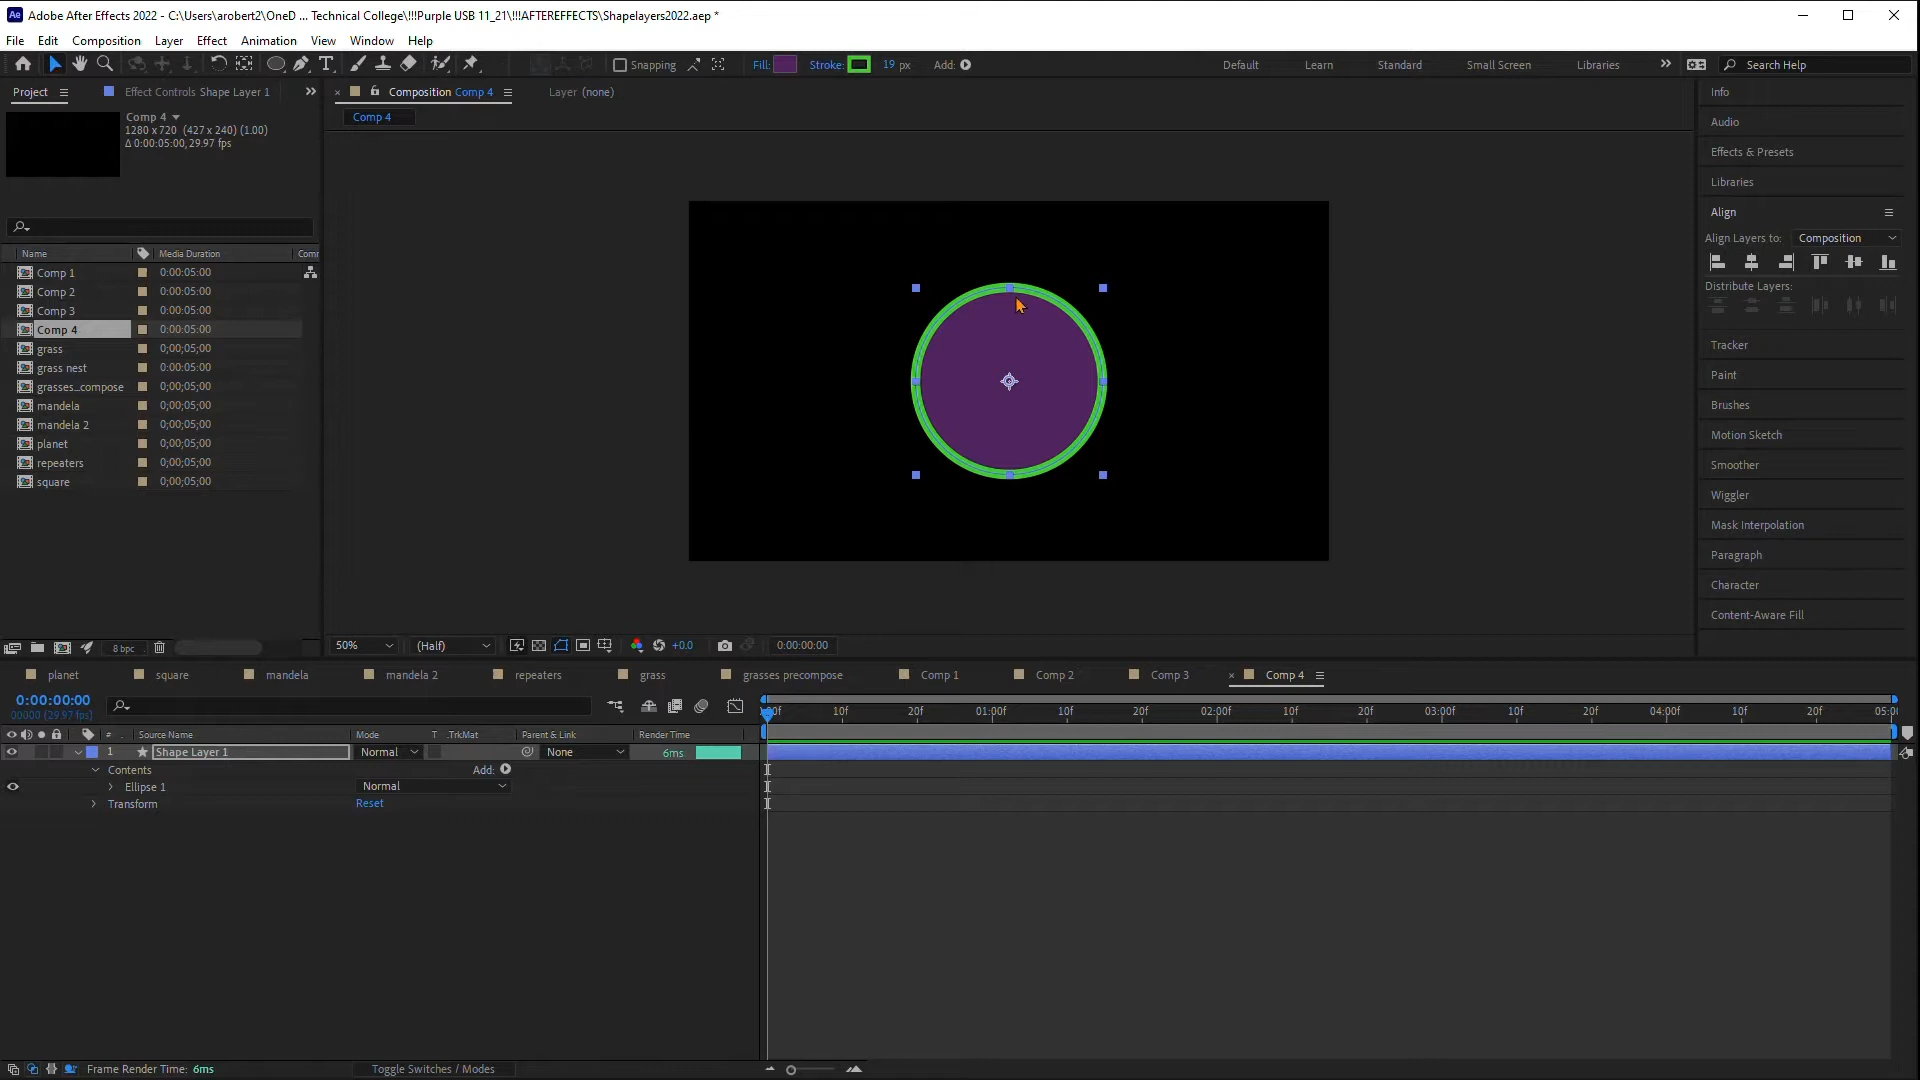 Adobe After Effects 2022 - C:\Users\arobert2\OneD ... Technical College\!!!Purple USB 11_21\!!!AFTEREFFECTS\Shapelayers2022.aep *
File Edit Composition Layer Effect Animation View Window Help
Snapping Fill: Stroke: 19 px Add: Default Learn Standard Small Screen Libraries Search Help
Project Effect Controls Shape Layer 1
Composition Comp 4 Layer (none)
Comp 4
Comp 4
1280 x 720 (427 x 240) (1.00)
Δ 0:00:05:00, 29.97 fps
Name Media Duration Comr
Comp 1 0:00:05:00
Comp 2 0:00:05:00
Comp 3 0:00:05:00
Comp 4 0:00:05:00
grass 0;00;05;00
grass nest 0;00;05;00
grasses...compose 0;00;05;00
mandela 0;00;05;00
mandela 2 0;00;05;00
planet 0;00;05;00
repeaters 0;00;05;00
square 0;00;05;00
8 bpc
Info
Audio
Effects & Presets
Libraries
Align
Align Layers to: Composition
Distribute Layers:
Tracker
Paint
Brushes
Motion Sketch
Smoother
Wiggler
Mask Interpolation
Paragraph
Character
Content-Aware Fill
50% (Half) +0.0 0:00:00:00
planet square mandela mandela 2 repeaters grass grasses precompose Comp 1 Comp 2 Comp 3 Comp 4
0:00:00:00
00000 (29.97 fps)
10f 20f 01:00f 10f 20f 02:00f 10f 20f 03:00f 10f 20f 04:00f 10f 20f
# Source Name Mode T .TrkMat Parent & Link Render Time
1 Shape Layer 1 Normal None 6ms
Contents Add:
Ellipse 1 Normal
Transform Reset
Frame Render Time: 6ms Toggle Switches / Modes